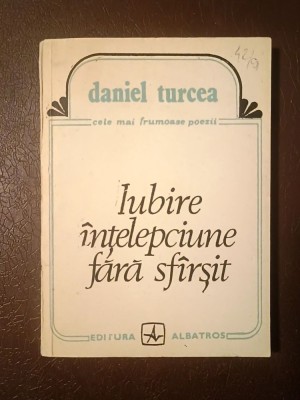 daniel turcea
cele mai frumoase poezii
Iubire
înțelepciune
fără sfîrșit
EDITURA ALBATROS